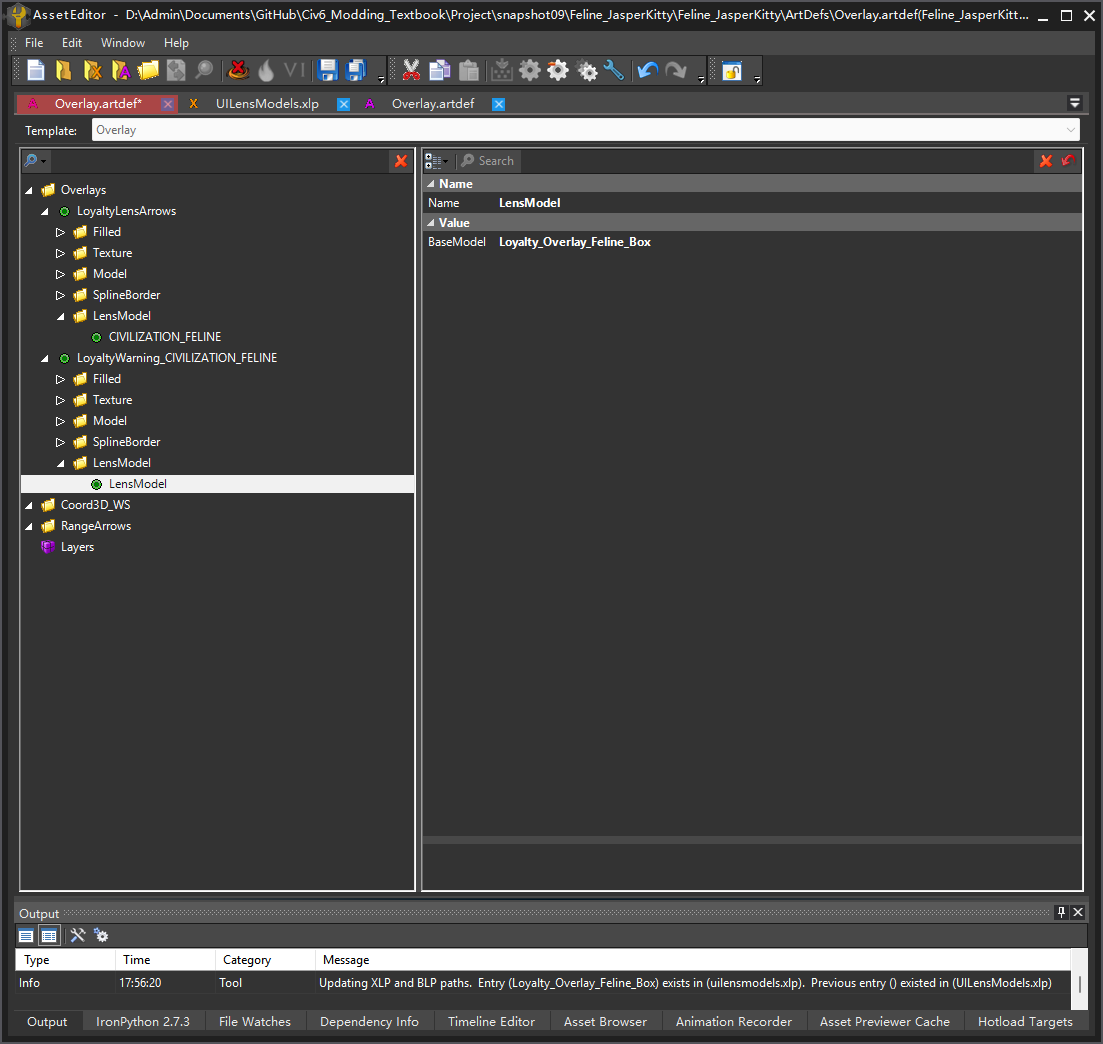 AssetEditor - D:\Admin\Documents\GitHub\Civ6_Modding_Textbook\Project\snapshot09\Feline_JasperKitty\Feline_JasperKitty\ArtDefs\Overlay.artdef(Feline_JasperKitt...
File Edit Window Help
Overlay.artdef* X UILensModels.xlp A Overlay.artdef
Template: Overlay
Search
Overlays
LoyaltyLensArrows
Filled
Texture
Model
SplineBorder
LensModel
CIVILIZATION_FELINE
LoyaltyWarning_CIVILIZATION_FELINE
Filled
Texture
Model
SplineBorder
LensModel
LensModel
Coord3D_WS
RangeArrows
Layers
Name
Name LensModel
Value
BaseModel Loyalty_Overlay_Feline_Box
Output
Type Time Category Message
Info 17:56:20 Tool Updating XLP and BLP paths. Entry (Loyalty_Overlay_Feline_Box) exists in (uilensmodels.xlp). Previous entry () existed in (UILensModels.xlp)
Output IronPython 2.7.3 File Watches Dependency Info Timeline Editor Asset Browser Animation Recorder Asset Previewer Cache Hotload Targets